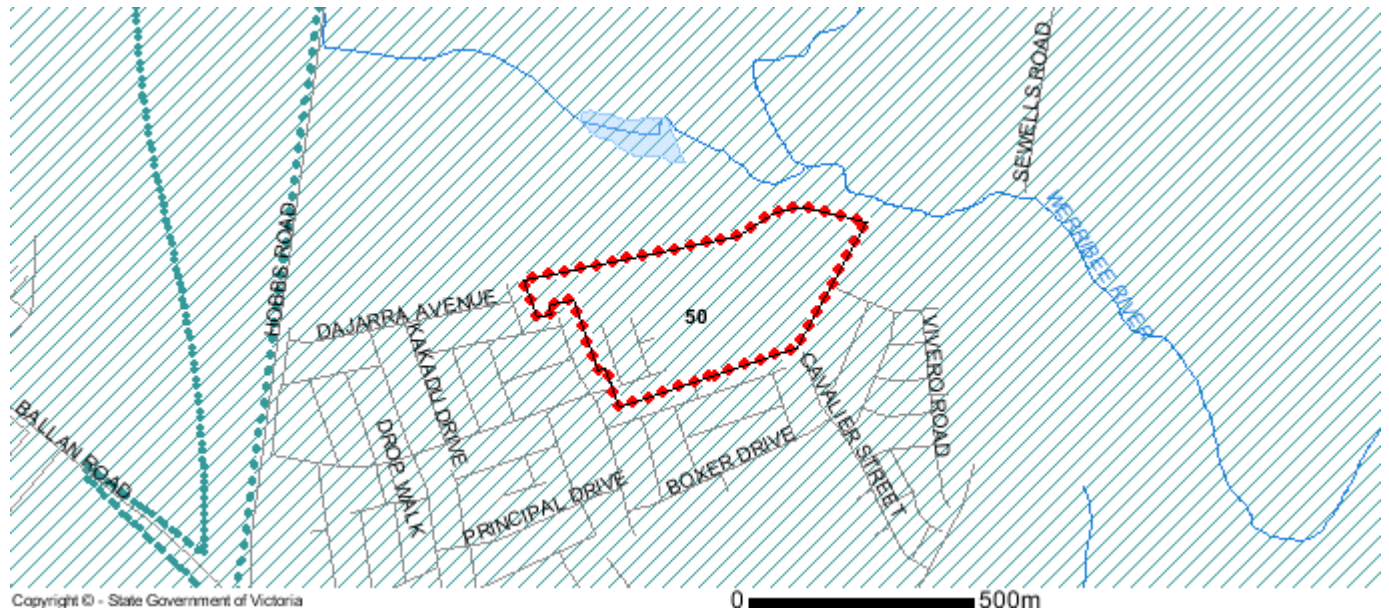 SEWELLS ROAD
WERRIBEE RIVER
HOBBS ROAD
DAJARRA AVENUE
50
KAKADU DRIVE
VIVERO ROAD
CAVALIER STREET
BALLAN ROAD
DROP WALK
BOXER DRIVE
PRINCIPAL DRIVE
Copyright © - State Government of Victoria
0 500m